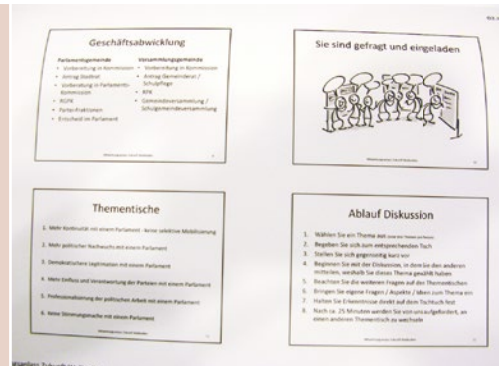 Geschäftsabwicklung
Parlamentsgemeinde
• Vorbereitung in Kommission
• Antrag Stadtrat
• Vorbereitung in Parlaments-
Kommission
• RGPK
• Partei-Fraktionen
• Entscheid im Parlament
Versammlungsgemeinde
• Vorbereitung in Kommission
• Antrag Gemeinderat /
Schulpflege
• RPK
• Gemeindeversammlung /
Schulgemeindeversammlung
Sie sind gefragt und eingeladen
Thementische
1. Mehr Kontinuität mit einem Parlament - keine selektive Mobilisierung
2. Mehr politischer Nachwuchs mit einem Parlament
3. Demokratischere Legitimation mit einem Parlament
4. Mehr Einfluss und Verantwortung der Parteien mit einem Parlament
5. Professionalisierung der politischen Arbeit mit einem Parlament
6. Keine Stimmungsmache mit einem Parlament
Ablauf Diskussion
1. Wählen Sie ein Thema aus
2. Begeben Sie sich zum entsprechenden Tisch
3. Stellen Sie sich gegenseitig kurz vor
4. Beginnen Sie mit der Diskussion, in dem Sie den anderen
mitteilen, weshalb Sie dieses Thema gewählt haben
5. Beachten Sie die weiteren Fragen auf den Thementischen
6. Bringen Sie eigene Fragen / Aspekte / Ideen zum Thema ein
7. Halten Sie Erkenntnisse direkt auf dem Tischtuch fest
8. Nach ca. 25 Minuten werden Sie von uns aufgefordert, an
einen anderen Thementisch zu wechseln